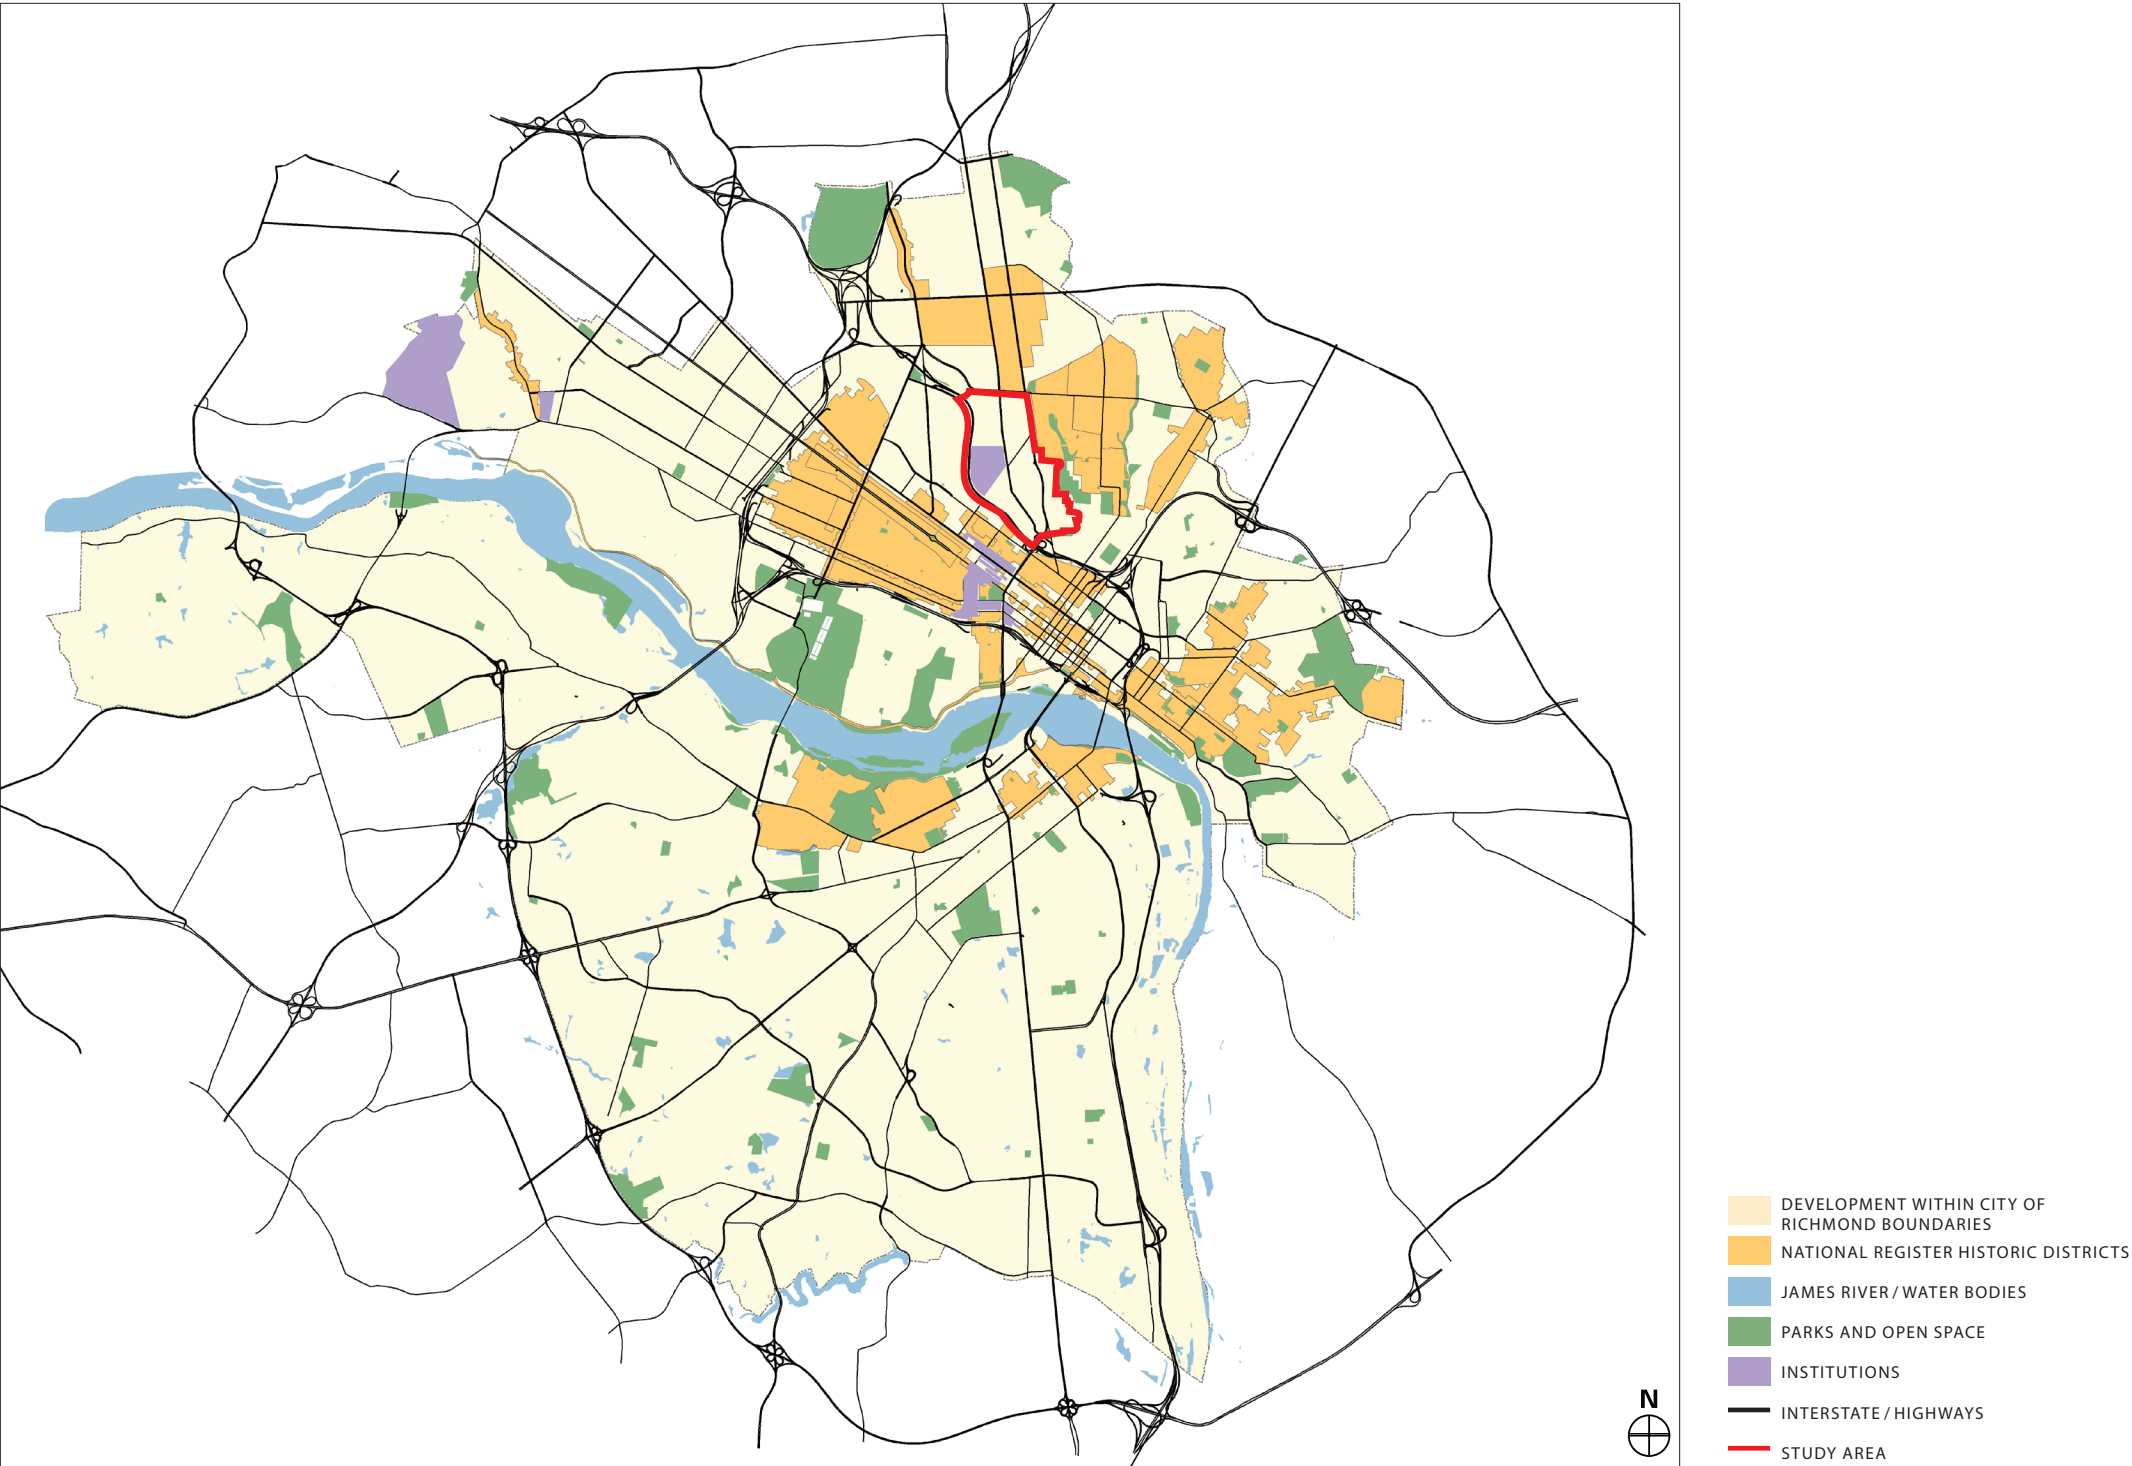 DEVELOPMENT WITHIN CITY OF
RICHMOND BOUNDARIES
NATIONAL REGISTER HISTORIC DISTRICTS
JAMES RIVER / WATER BODIES
PARKS AND OPEN SPACE
INSTITUTIONS
INTERSTATE / HIGHWAYS
STUDY AREA
N